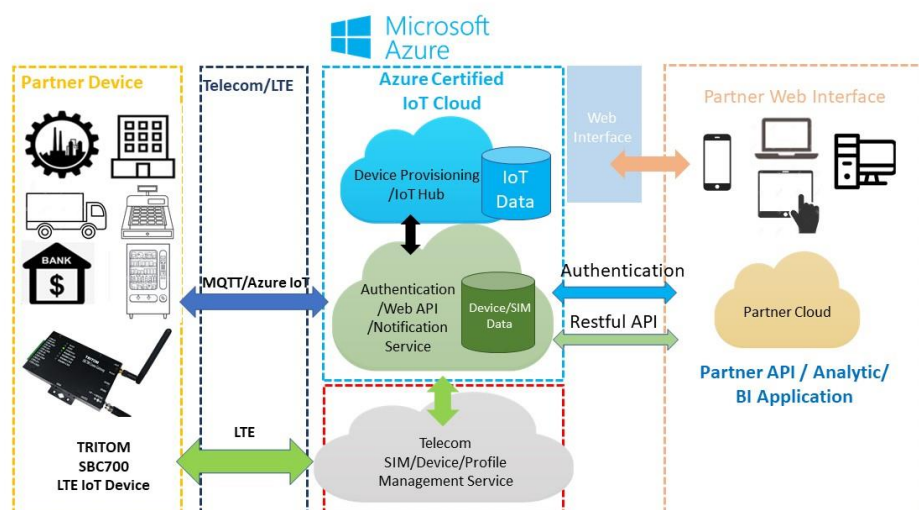 Microsoft
Azure
Partner Device
Telecom/LTE
Azure Certified
IoT Cloud
Web
Interface
Partner Web Interface
Device Provisioning
/IoT Hub
IoT
Data
BANK
$
MQTT/Azure IoT
Authentication
/Web API
/Notification
Service
Device/SIM
Data
Authentication
Restful API
Partner Cloud
Partner API / Analytic/
BI Application
TRITOM
TRITOM
SBC700
LTE IoT Device
LTE
Telecom
SIM/Device/Profile
Management Service